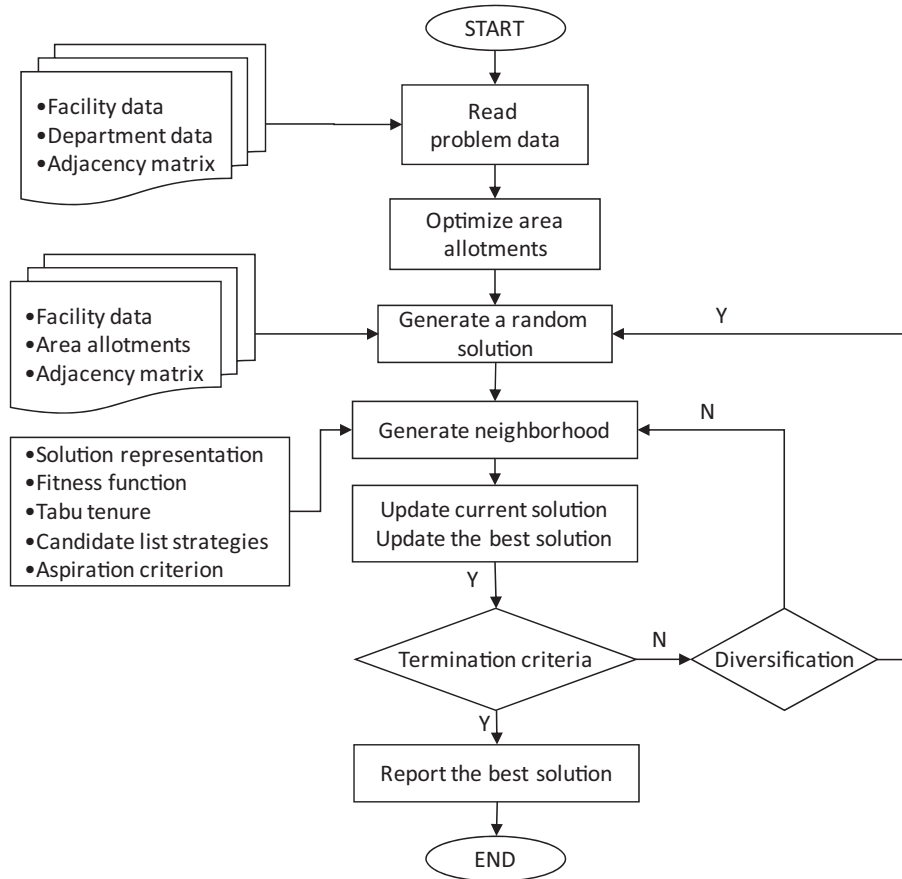 START
•Facility data
•Department data
•Adjacency matrix
Read
problem data
Optimize area
allotments
•Facility data
•Area allotments
•Adjacency matrix
Generate a random
solution
Y
N
Generate neighborhood
•Solution representation
•Fitness function
•Tabu tenure
•Candidate list strategies
•Aspiration criterion
Update current solution
Update the best solution
Y
Termination criteria
N
Diversification
Y
Report the best solution
END